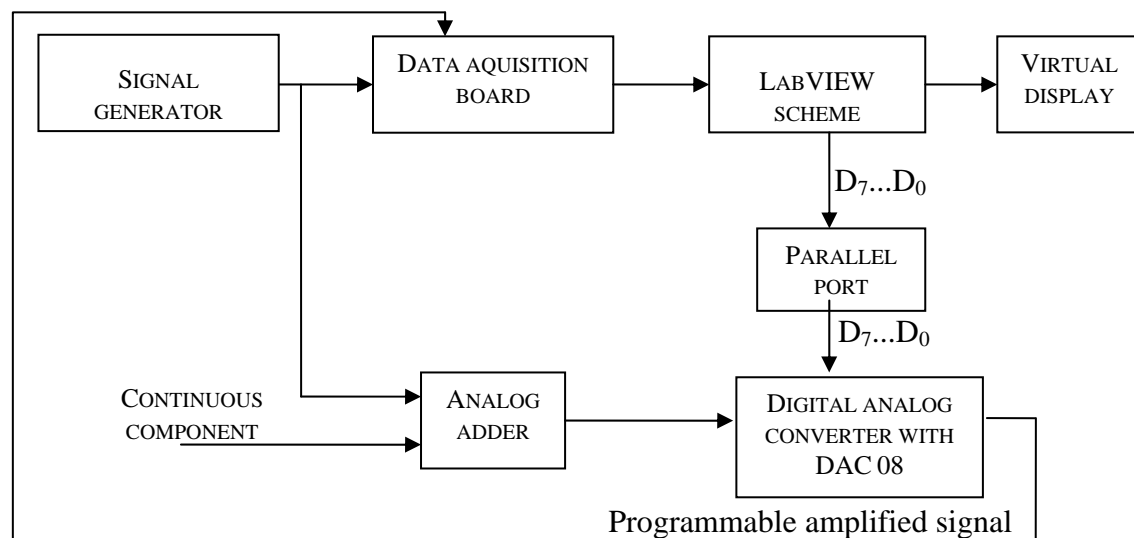 SIGNAL
GENERATOR
DATA AQUISITION
BOARD
LABVIEW
SCHEME
VIRTUAL
DISPLAY
D₇...D₀
PARALLEL
PORT
D₇...D₀
CONTINUOUS
COMPONENT
ANALOG
ADDER
DIGITAL ANALOG
CONVERTER WITH
DAC 08
Programmable amplified signal